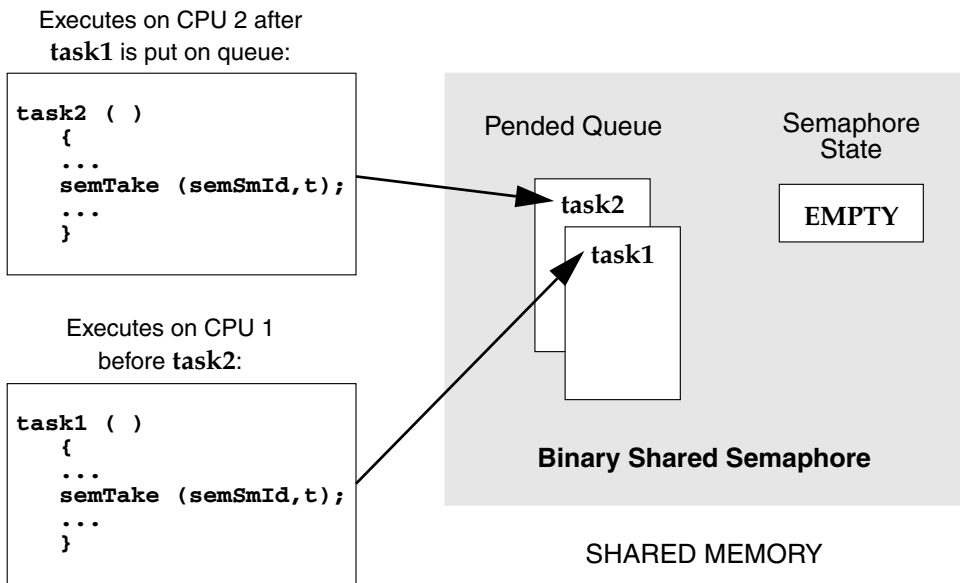 Executes on CPU 2 after
task1 is put on queue:
task2 ( )
{
...
semTake (semSmId,t);
...
}
Executes on CPU 1
before task2:
task1 ( )
{
...
semTake (semSmId,t);
...
}
Pended Queue
task2
task1
Semaphore
State
EMPTY
Binary Shared Semaphore
SHARED MEMORY